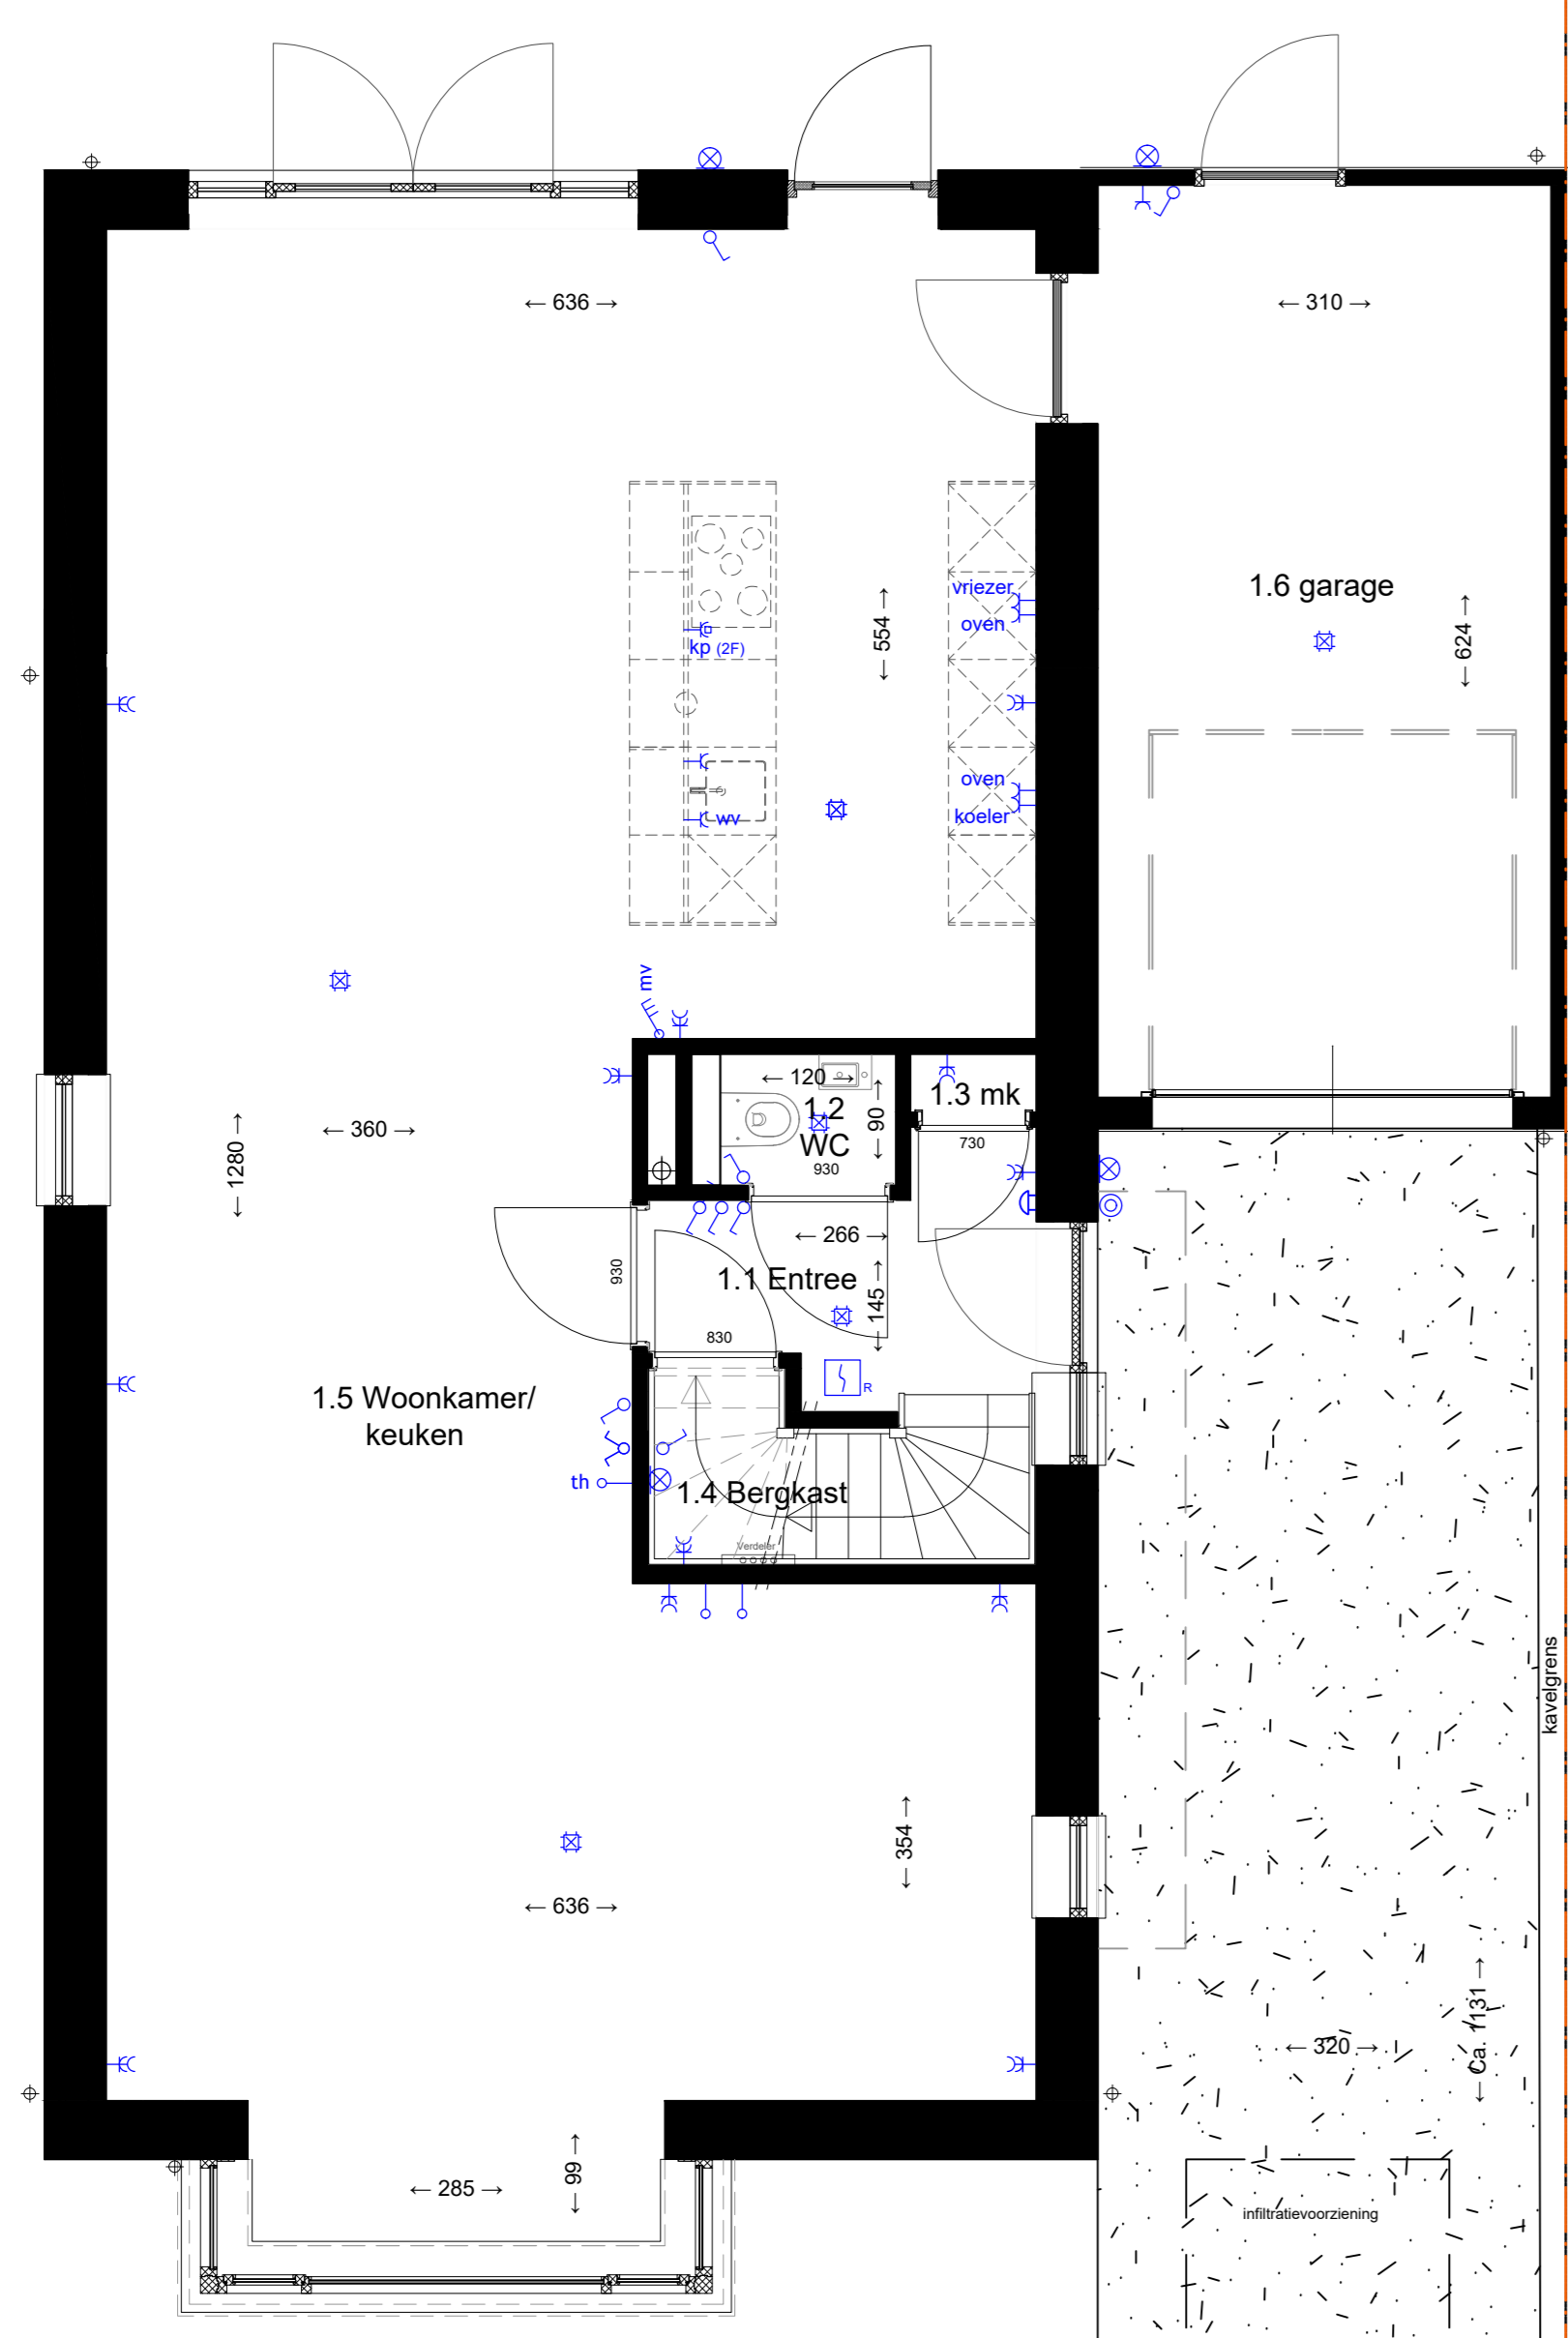 ← 636 →
← 310 →
1.6 garage
vriezer
oven
kp (2F)
← 554 →
← 624 →
oven
koeler
wv
mv
← 120 →
1.2
WC
930
← 90 →
1.3 mk
730
← 360 →
← 1280 →
← 266 →
1.1 Entree
930
← 145 →
830
R
1.5 Woonkamer/
keuken
th
1.4 Bergkast
Verdeler
kavelgrens
← 354 →
← 636 →
← 320 →
← Ca. 1131 →
← 285 →
← 99 →
infiltratievoorziening